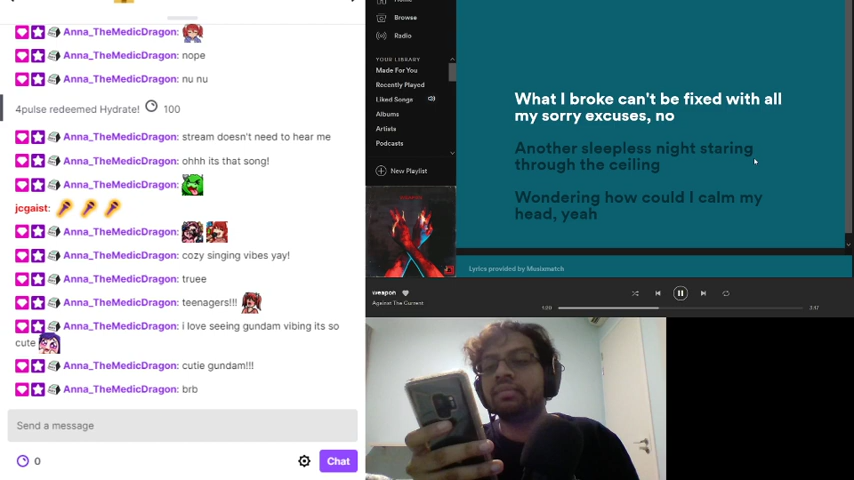 Anna_TheMedicDragon:
Anna_TheMedicDragon: nope
Anna_TheMedicDragon: nu nu
4pulse redeemed Hydrate! 100
Anna_TheMedicDragon: stream doesn't need to hear me
Anna_TheMedicDragon: ohhh its that song!
Anna_TheMedicDragon:
jcgaist:
Anna_TheMedicDragon:
Anna_TheMedicDragon: cozy singing vibes yay!
Anna_TheMedicDragon: truee
Anna_TheMedicDragon: teenagers!!!
Anna_TheMedicDragon: i love seeing gundam vibing its so
cute
Anna_TheMedicDragon: cutie gundam!!!
Anna_TheMedicDragon: brb
Send a message
0
Chat
Browse
Radio
YOUR LIBRARY
Made For You
Recently Played
Liked Songs
Albums
Artists
Podcasts
New Playlist
What I broke can't be fixed with all
my sorry excuses, no
Another sleepless night staring
through the ceiling
Wondering how could I calm my
head, yeah
Lyrics provided by Musixmatch
weapon
Against The Current